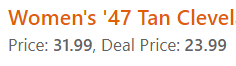 Women's '47 Tan Clevel
Price: 31.99, Deal Price: 23.99